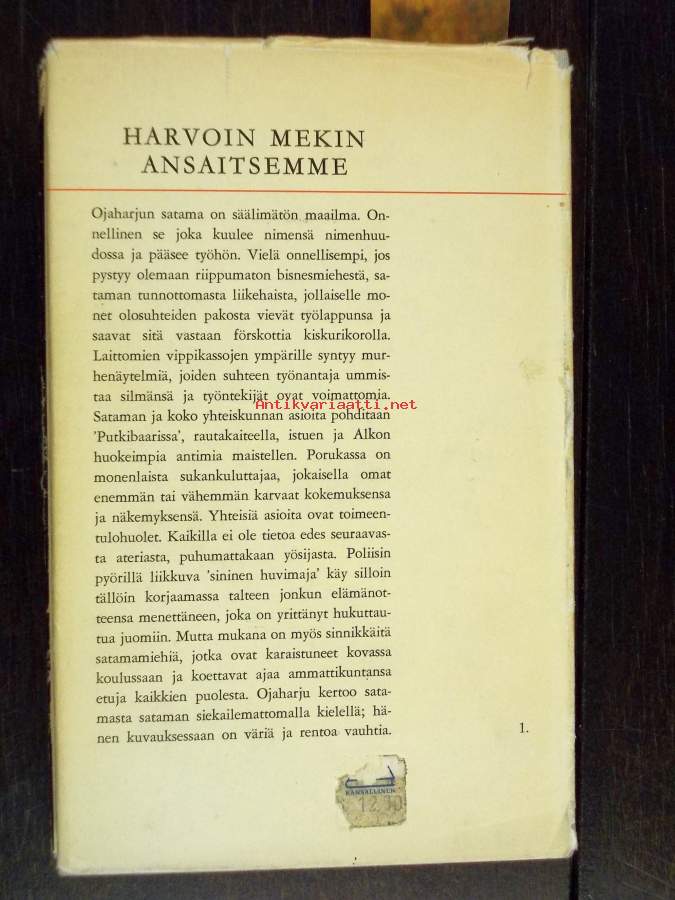 HARVOIN MEKIN
ANSAITSEMME
Ojaharjun satama on säälimätön maailma. On-
nellinen se joka kuulee nimensä nimenhuu-
dossa ja pääsee työhön. Vielä onnellisempi, jos
pystyy olemaan riippumaton bisnesmiehestä, sa-
taman tunnottomasta liikehaista, jollaiselle mo-
net olosuhteiden pakosta vievät työlappunsa ja
saavat sitä vastaan förskottia kiskurikorolla.
Laittomien vippikassojen ympärille syntyy mur-
henäytelmiä, joiden suhteen työnantaja ummis-
taa silmänsä ja työntekijät ovat voimattomia.
Antikvariaatti.net
Sataman ja koko yhteiskunnan asioita pohditaan
'Putkibaarissa', rautakaiteella, istuen ja Alkon
huokeimpia antimia maistellen. Porukassa on
monenlaista sukankuluttajaa, jokaisella omat
enemmän tai vähemmän karvaat kokemuksensa
ja näkemyksensä. Yhteisiä asioita ovat toimeen-
tulohuolet. Kaikilla ei ole tietoa edes seuraavas-
ta ateriasta, puhumattakaan yösijasta. Poliisin
pyörillä liikkuva 'sininen huvimaja' käy silloin
tällöin korjaamassa talteen jonkun elämänot-
teensa menettäneen, joka on yrittänyt hukuttau-
tua juomiin. Mutta mukana on myös sinnikkäitä
satamamiehiä, jotka ovat karaistuneet kovassa
koulussaan ja koettavat ajaa ammattikuntansa
etuja kaikkien puolesta. Ojaharju kertoo sata-
masta sataman siekailemattomalla kielellä; hä-
nen kuvauksessaan on väriä ja rentoa vauhtia.
1.
KANSALLINEN